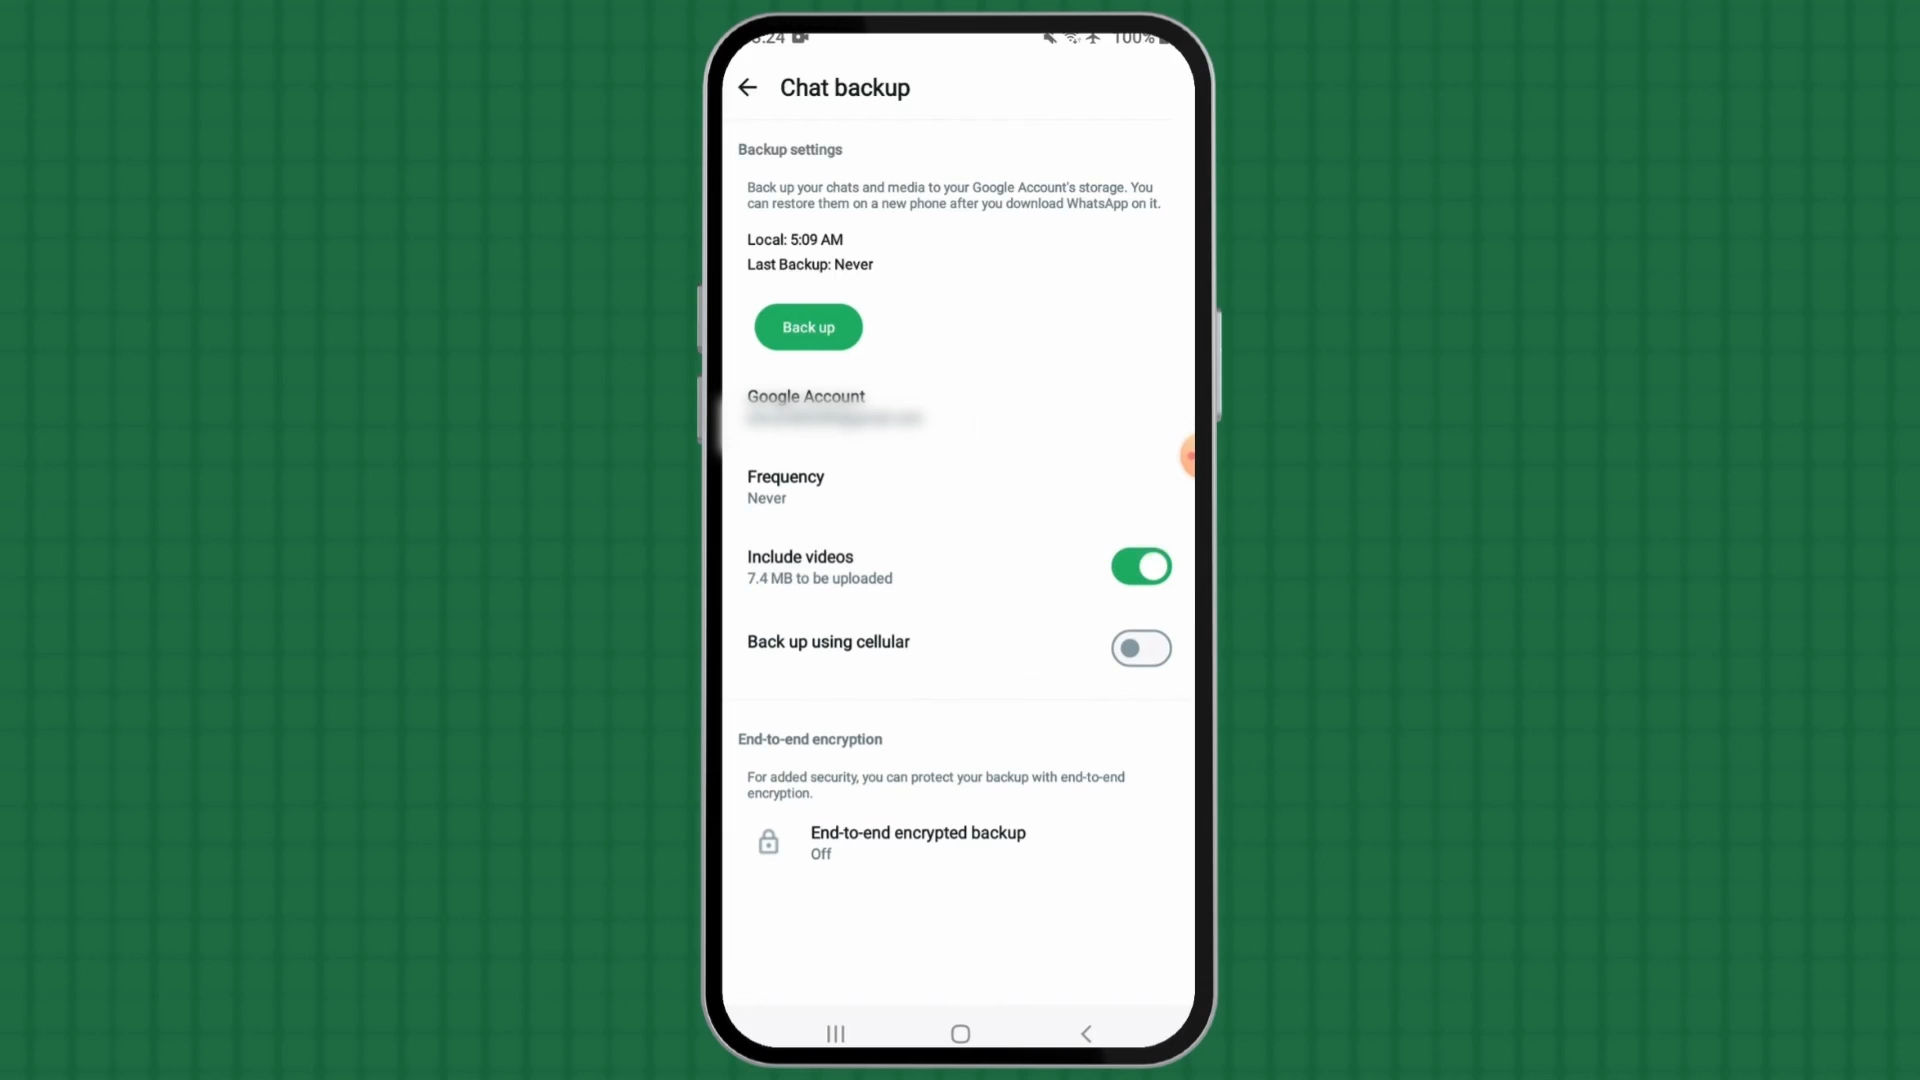 100%
Chat backup
Backup settings
Back up your chats and media to your Google Account's storage. You
can restore them on a new phone after you download WhatsApp on it.
Local: 5:09 AM
Last Backup: Never
Back up
Google Account
Frequency
Never
Include videos
7.4 MB to be uploaded
Back up using cellular
End-to-end encryption
For added security, you can protect your backup with end-to-end
encryption.
End-to-end encrypted backup
Off